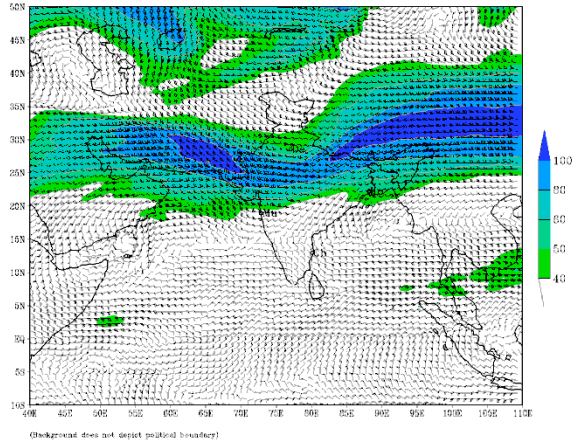 50N
45N
40N
35N
30N
25N
20N
15N
10N
5N
EQ
5S
10S
40E 45E 50E 55E 60E 65E 70E 75E 80E 85E 90E 95E 100E 105E 110E
100
80
60
50
40
(Background does not depict political boundary)